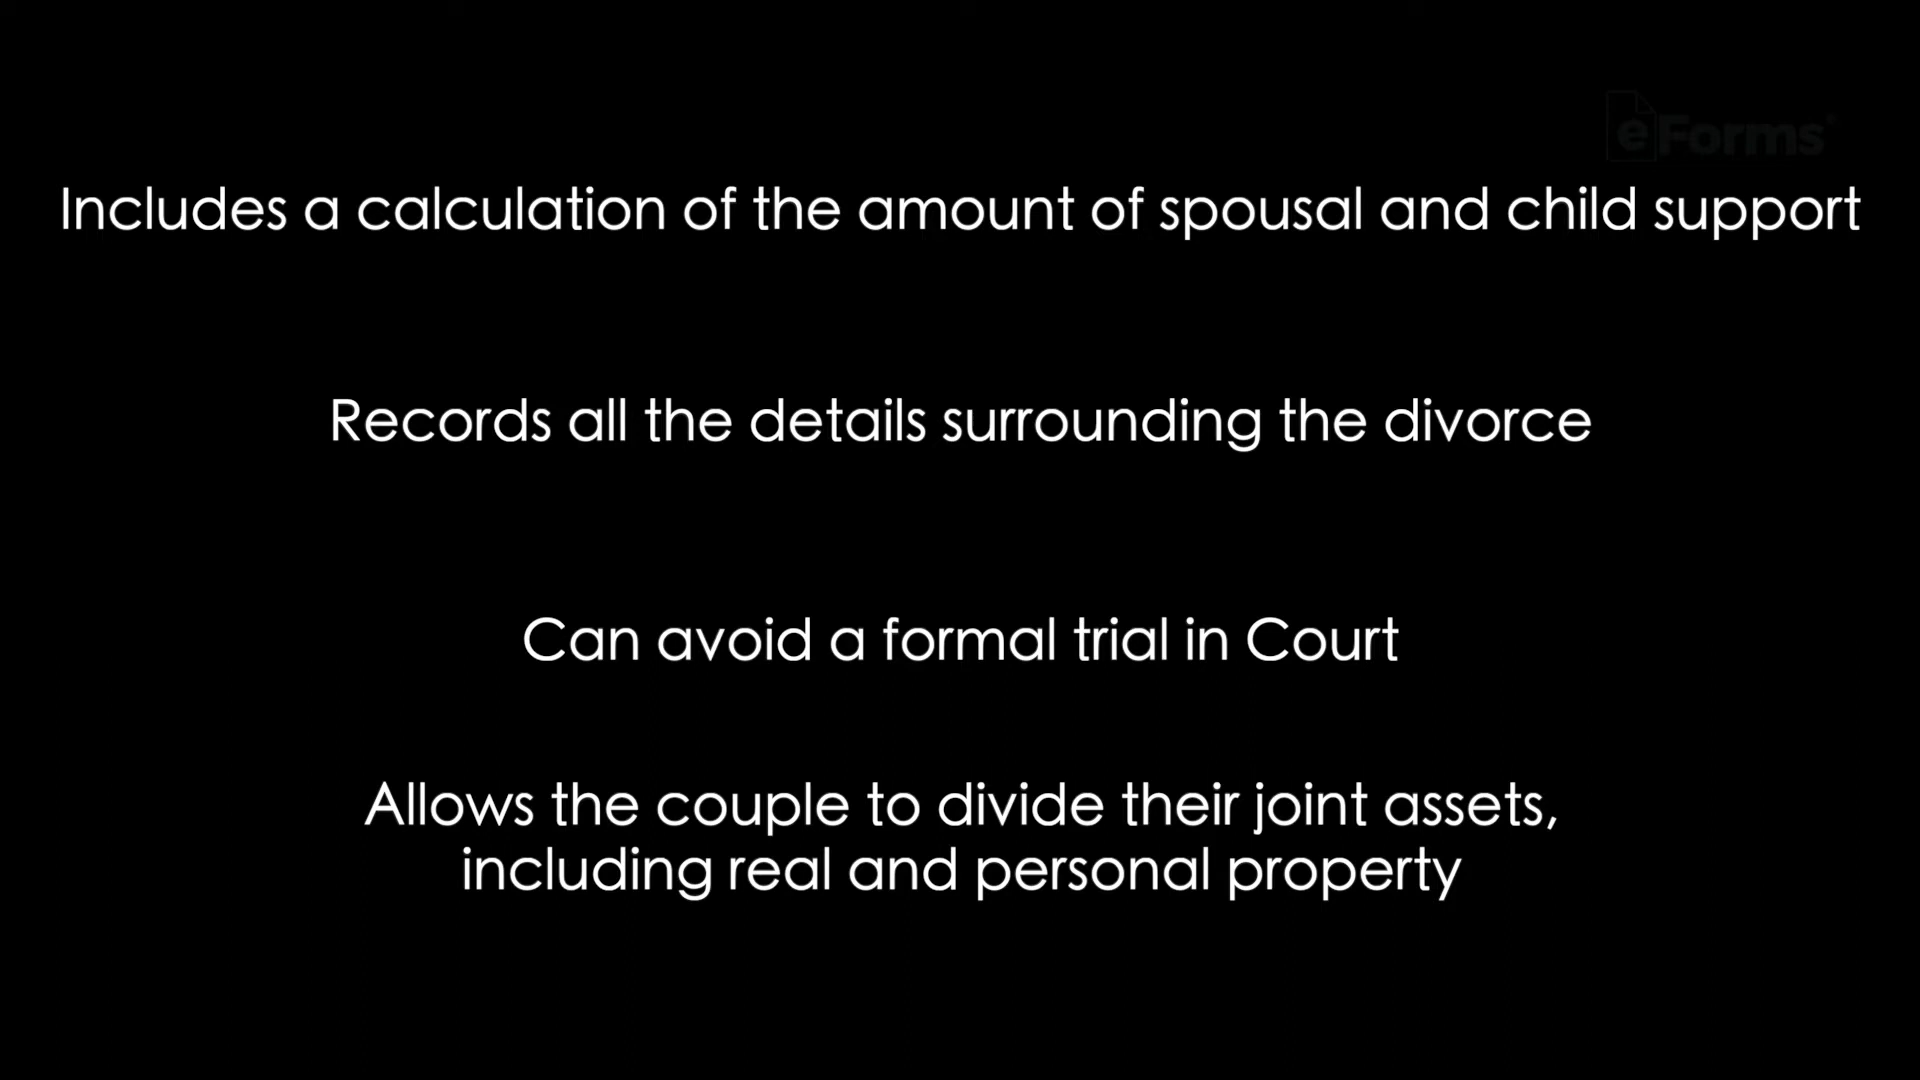 eForms®
Includes a calculation of the amount of spousal and child support
Records all the details surrounding the divorce
Can avoid a formal trial in Court
Allows the couple to divide their joint assets,
including real and personal property